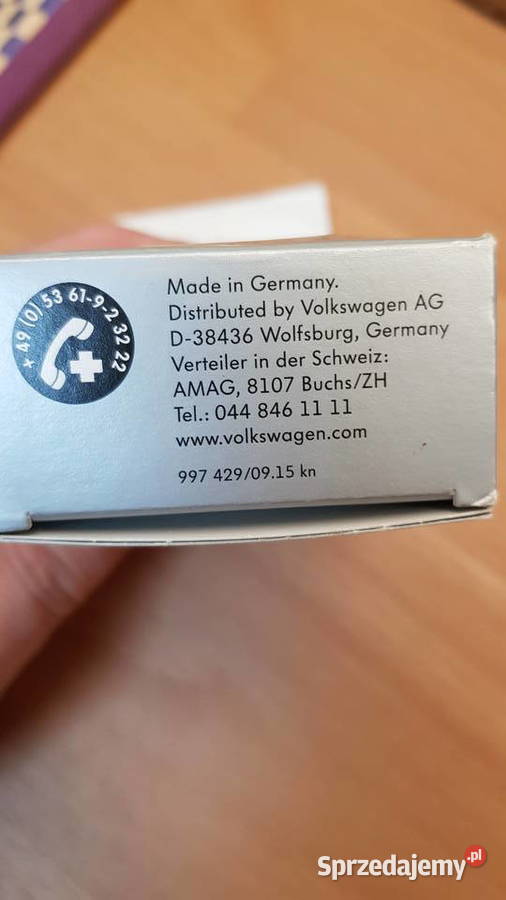 + 49 (0) 53 61-9-2 32 22
Made in Germany.
Distributed by Volkswagen AG
D-38436 Wolfsburg, Germany
Verteiler in der Schweiz:
AMAG, 8107 Buchs/ZH
Tel.: 044 846 11 11
www.volkswagen.com
997 429/09.15 kn
Sprzedajemy.pl